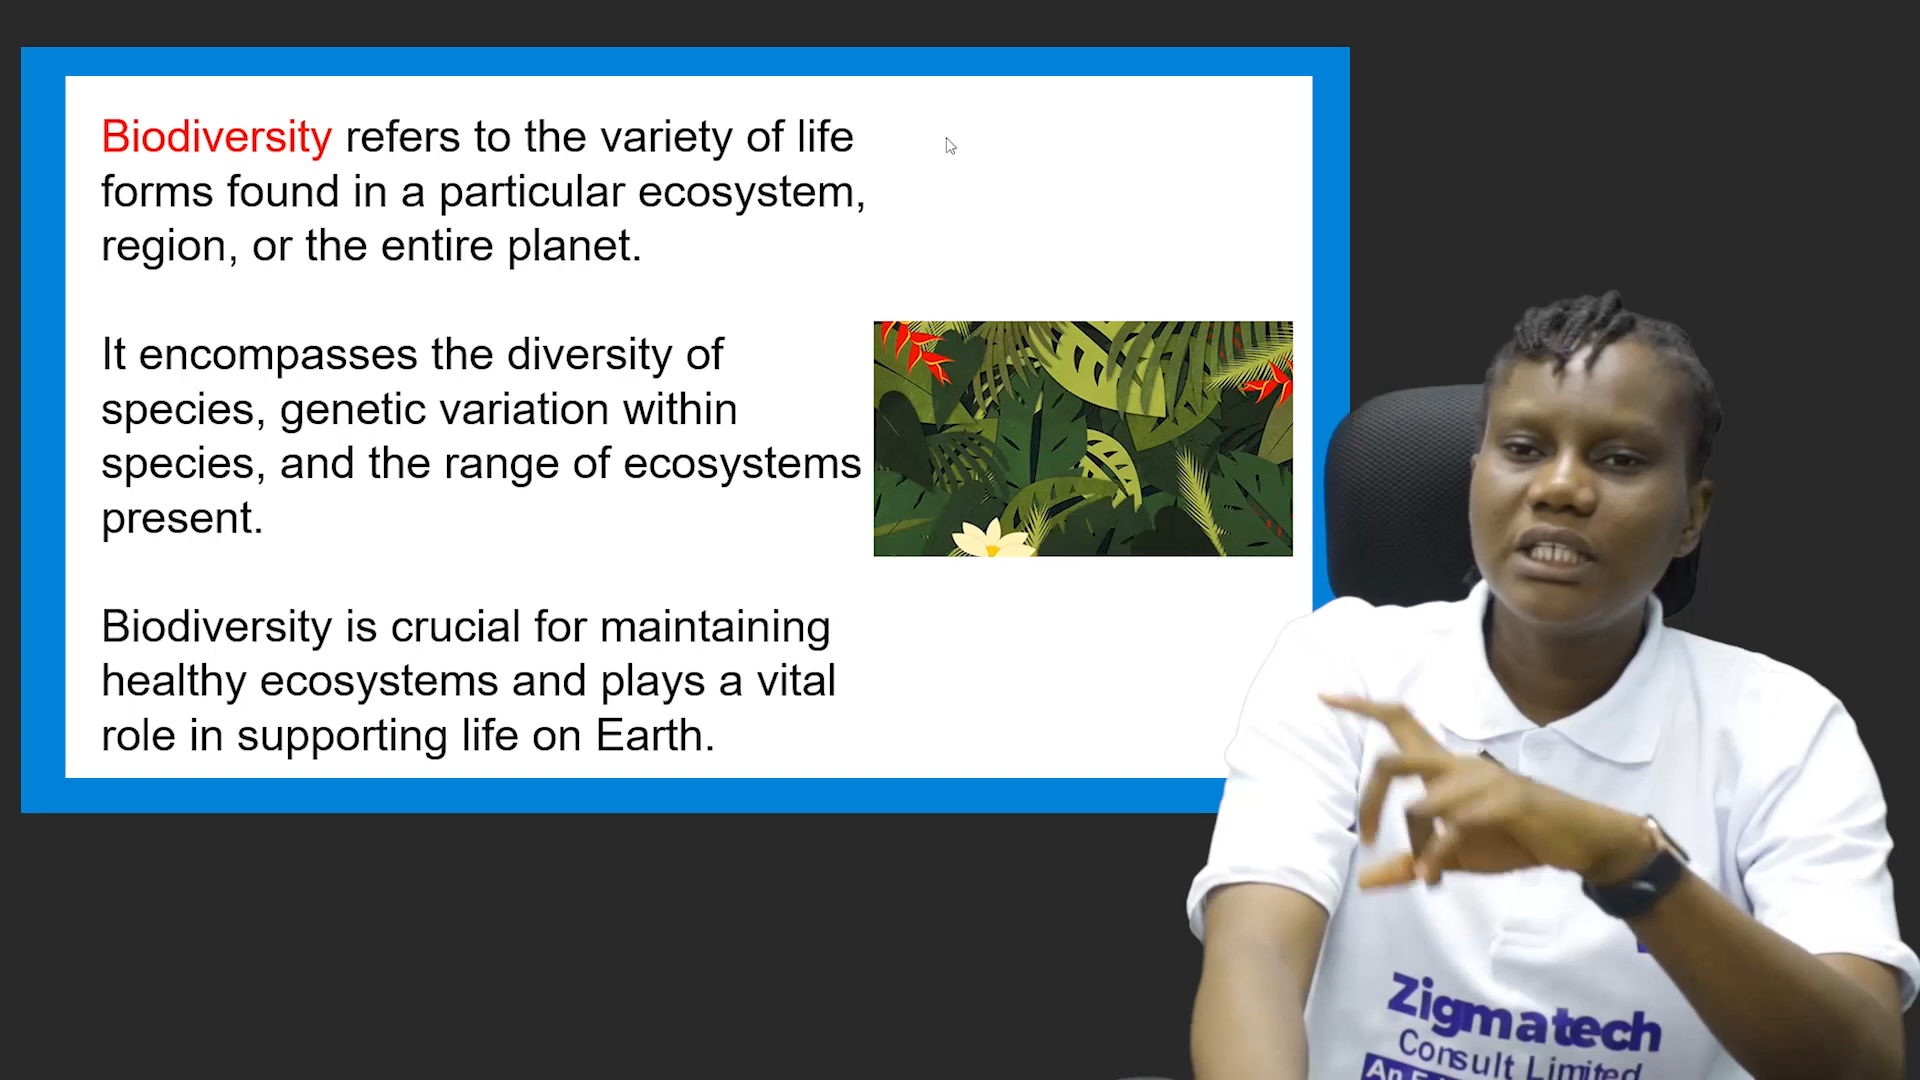 Biodiversity refers to the variety of life
forms found in a particular ecosystem,
region, or the entire planet.
It encompasses the diversity of
species, genetic variation within
species, and the range of ecosystems
present.
Biodiversity is crucial for maintaining
healthy ecosystems and plays a vital
role in supporting life on Earth.
Zigmatech
Consult Limited
An